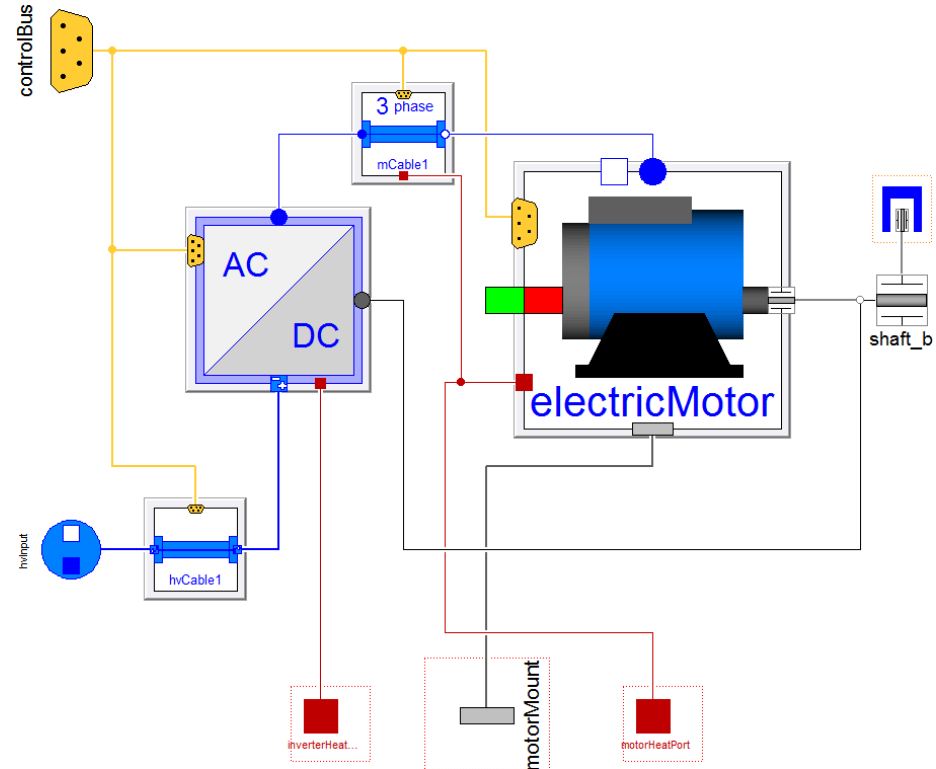 controlBus
3 phase
mCable1
AC
DC
shaft_b
electricMotor
hvInput
hvCable1
motorMount
inverterHeat...
motorHeatPort